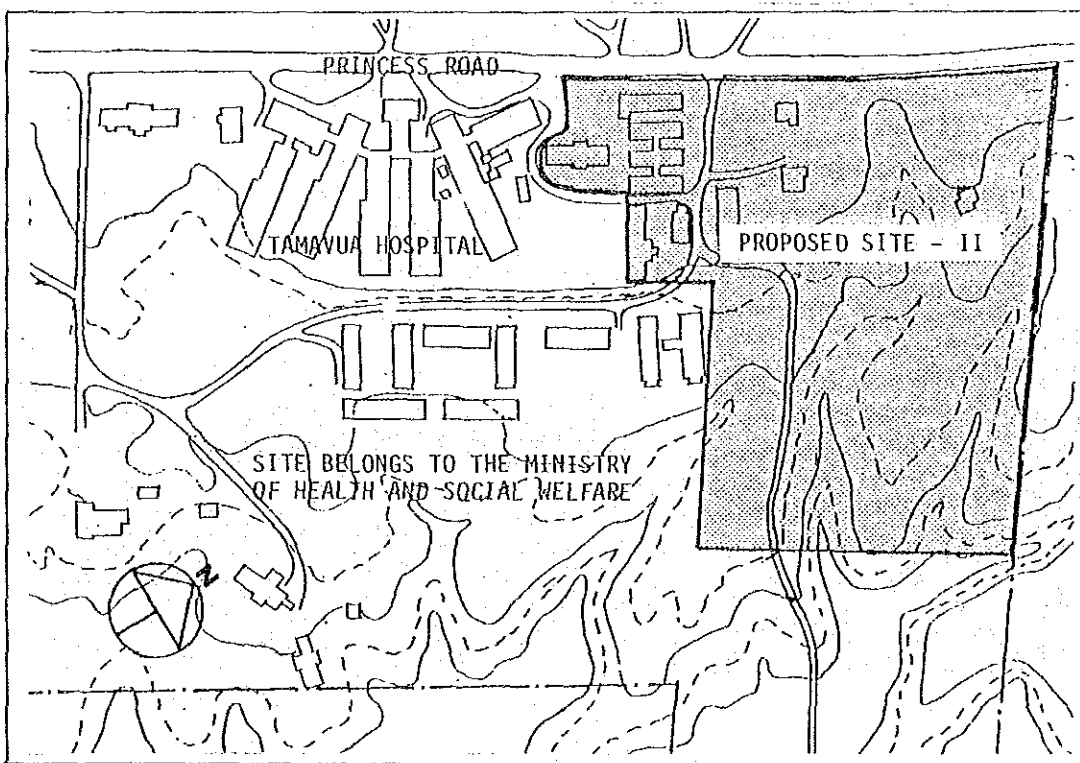 PRINCESS ROAD
TAMAVUA HOSPITAL
PROPOSED SITE - II
SITE BELONGS TO THE MINISTRY
OF HEALTH AND SOCIAL WELFARE
N